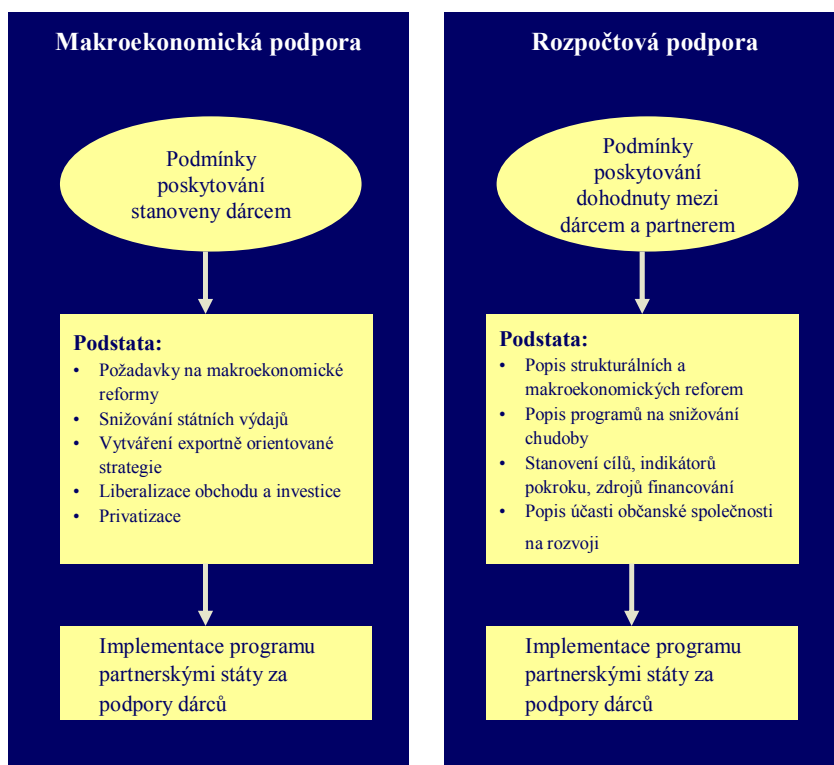 Makroekonomická podpora
Podmínky
poskytování
stanoveny dárcem
Podstata:
• Požadavky na makroekonomické
reformy
• Snižování státních výdajů
• Vytváření exportně orientované
strategie
• Liberalizace obchodu a investice
• Privatizace
Implementace programu
partnerskými státy za
podpory dárců
Rozpočtová podpora
Podmínky
poskytování
dohodnuty mezi
dárcem a partnerem
Podstata:
• Popis strukturálních a
makroekonomických reforem
• Popis programů na snižování
chudoby
• Stanovení cílů, indikátorů
pokroku, zdrojů financování
• Popis účasti občanské společnosti
na rozvoji
Implementace programu
partnerskými státy za
podpory dárců